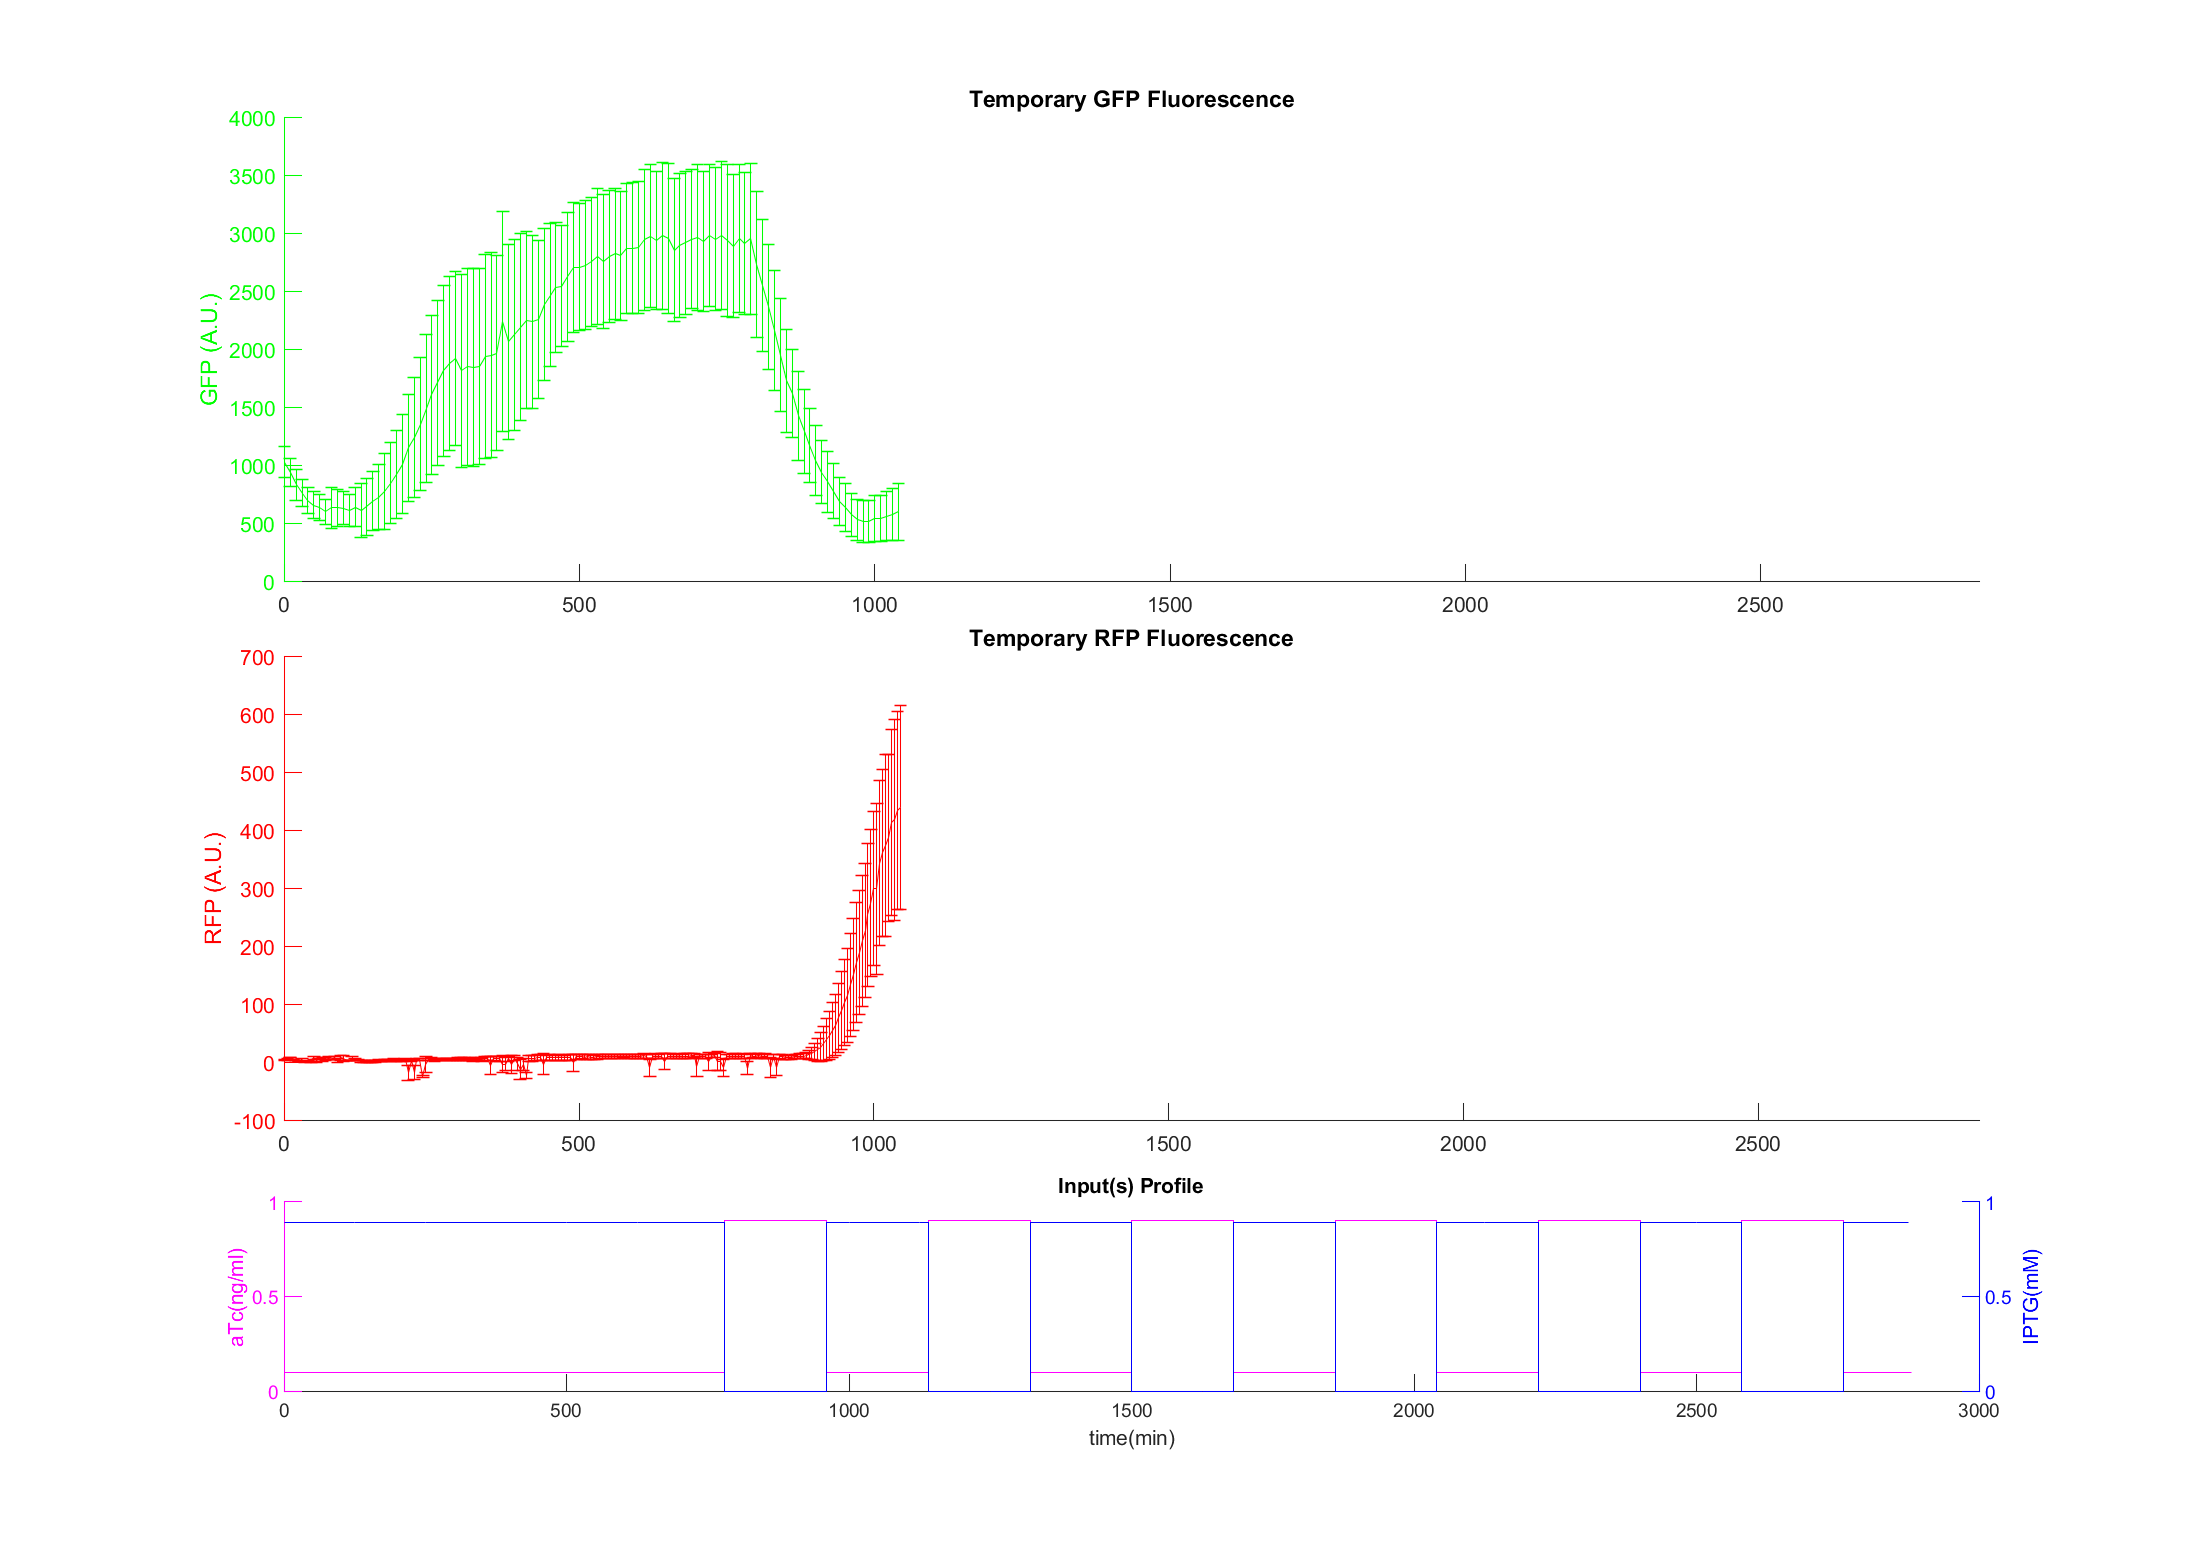 Temporary GFP Fluorescence
4000
3500
3000
2500
2000
1500
1000
500
0
GFP (A.U.)
0 500 1000 1500 2000 2500
Temporary RFP Fluorescence
700
600
500
400
300
200
100
0
-100
RFP (A.U.)
0 500 1000 1500 2000 2500
Input(s) Profile
1
0.5
0
aTc(ng/ml)
1
0.5
0
IPTG(mM)
0 500 1000 1500 2000 2500 3000
time(min)